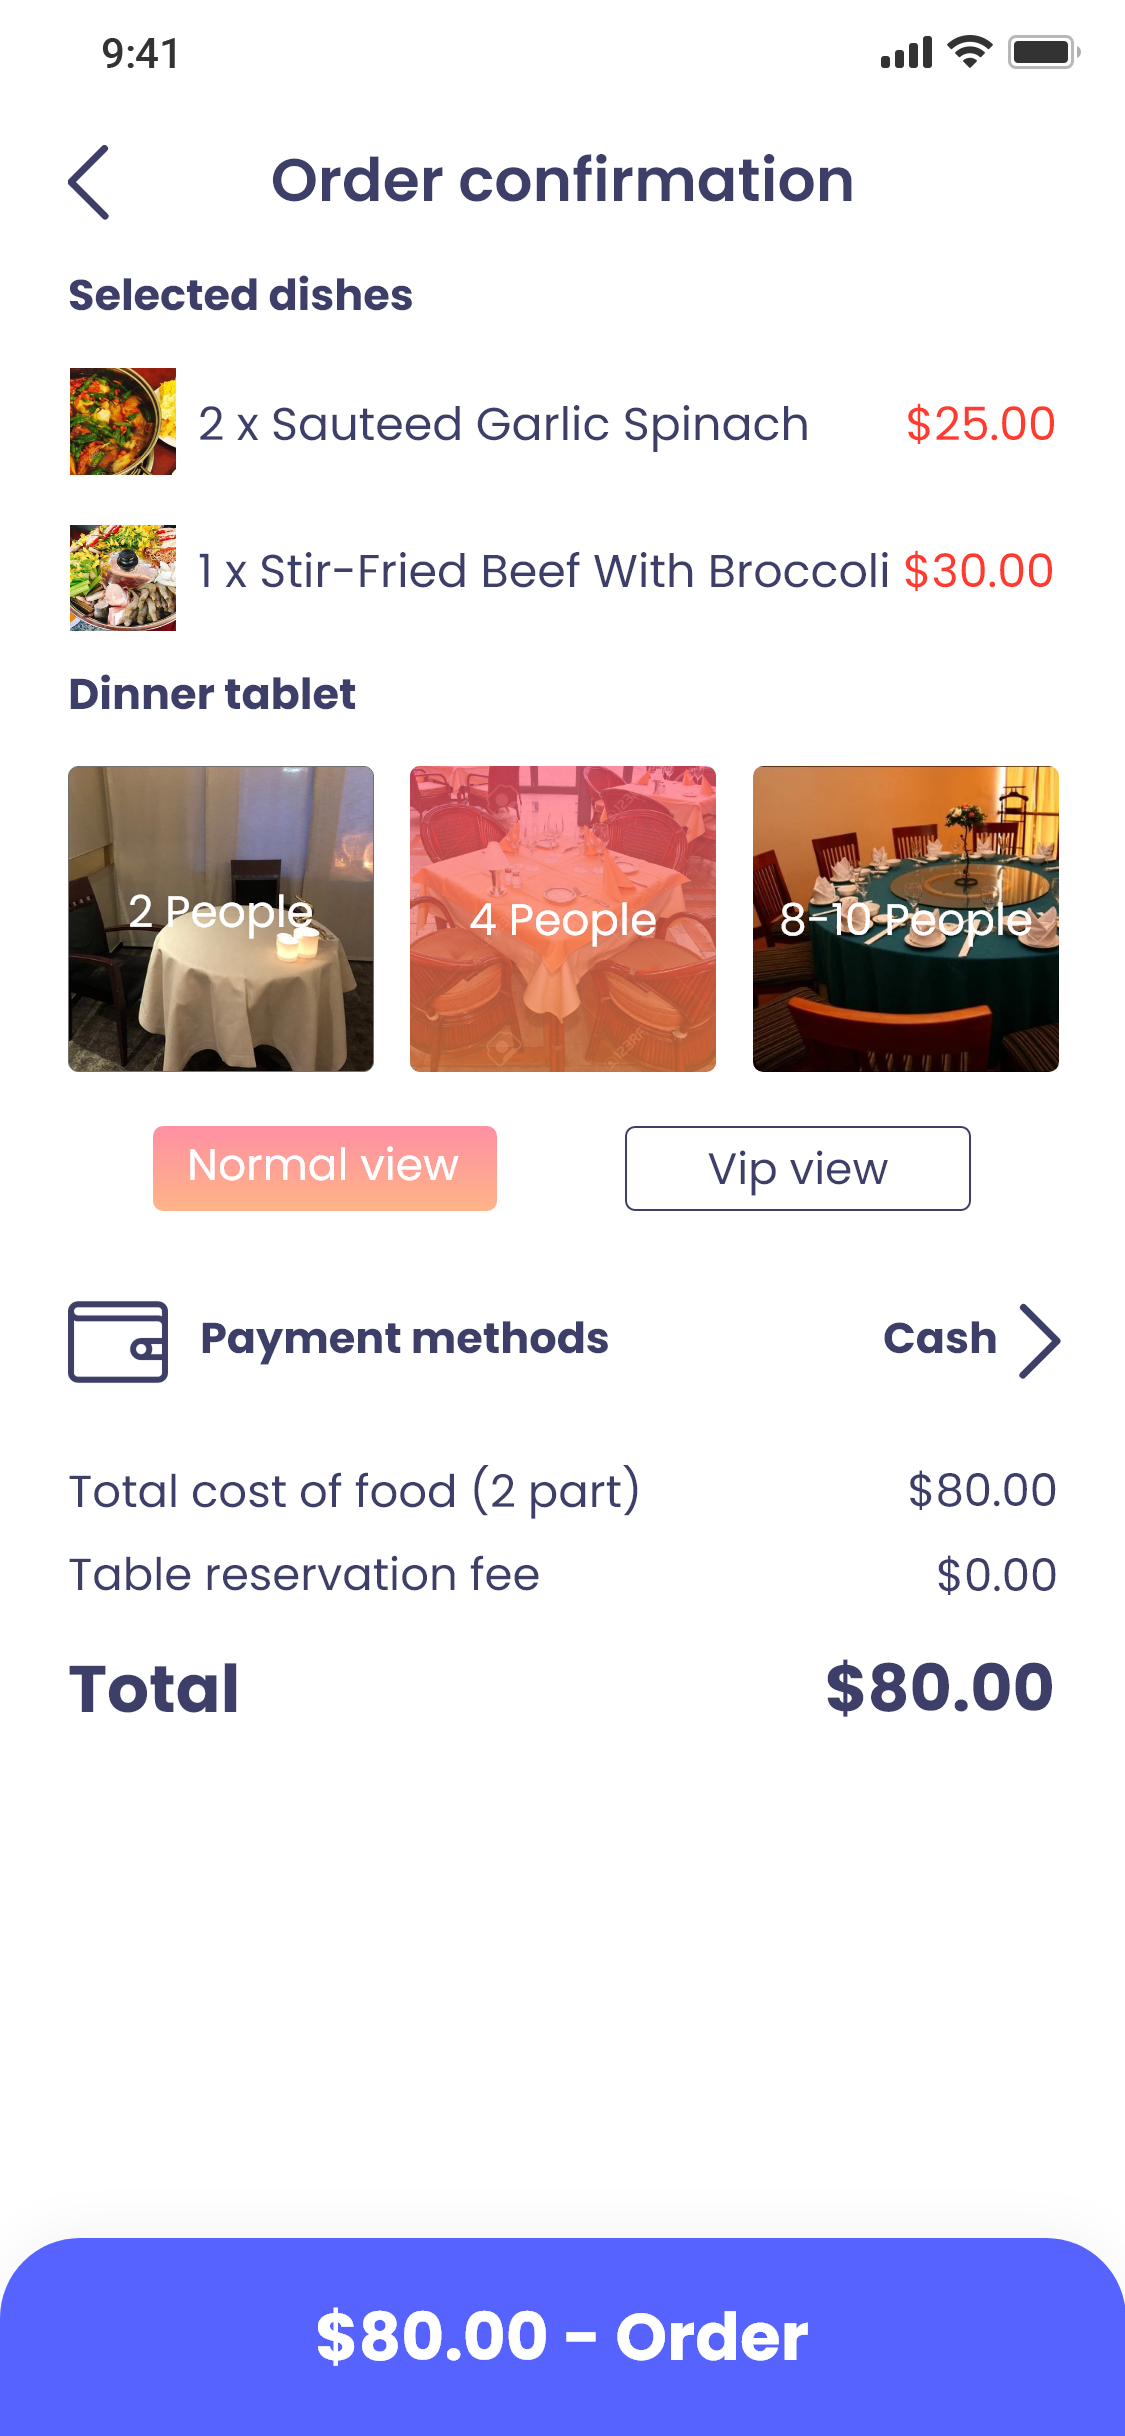 9:41
Order confirmation
Selected dishes
2 x Sauteed Garlic Spinach $25.00
1 x Stir-Fried Beef With Broccoli $30.00
Dinner tablet
2 People 4 People 8-10 People
Normal view Vip view
Payment methods Cash
Total cost of food (2 part) $80.00
Table reservation fee $0.00
Total $80.00
$80.00 - Order